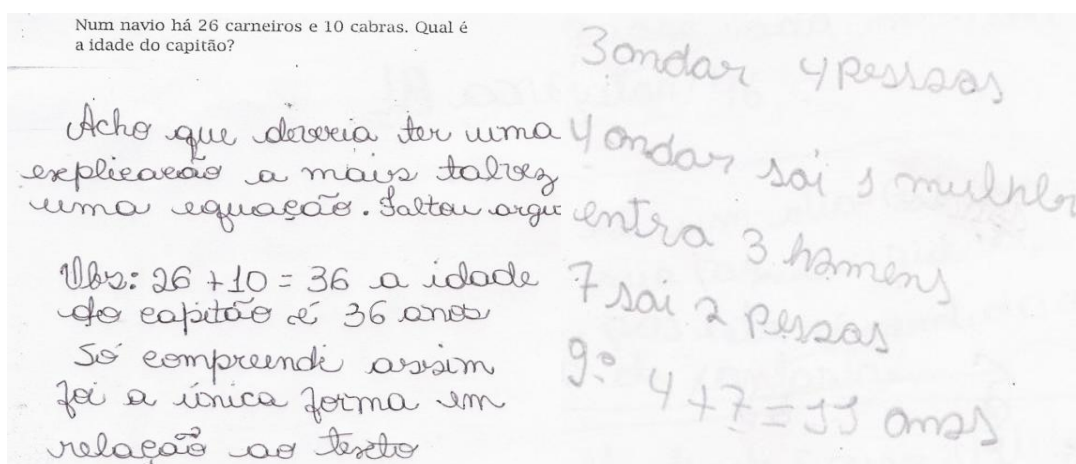 Num navio há 26 carneiros e 10 cabras. Qual é
a idade do capitão?
Acho que deveria ter uma
explicação a mais talvez
uma equação. Faltou argu
Obs: 26 + 10 = 36 a idade
do capitão é 36 anos
Só compreendi assim
foi a única forma em
relação ao texto
3 andar 4 pessoas
4 andar sai 1 mulher
entra 3 homens
7 sai 2 pessoas
9º 4 + 7 = 11 anos